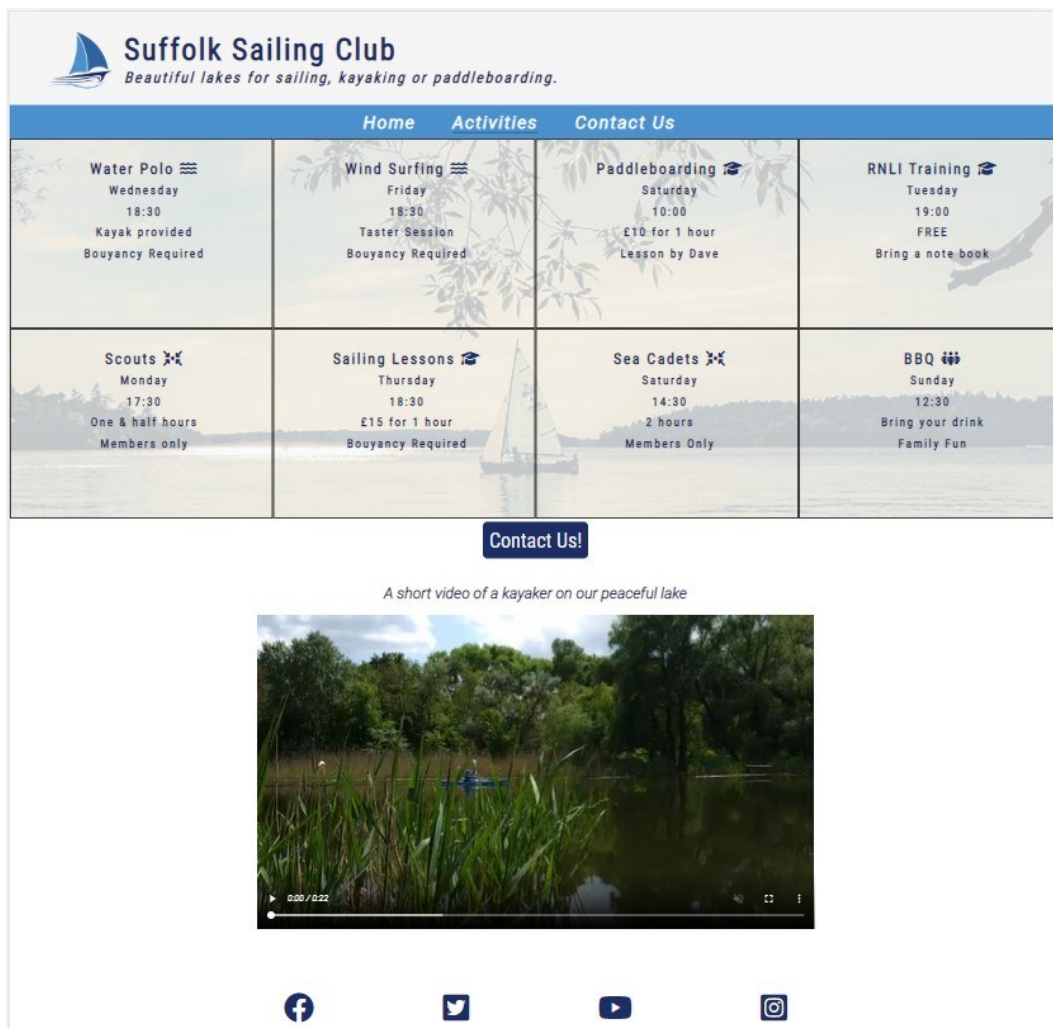 Suffolk Sailing Club
Beautiful lakes for sailing, kayaking or paddleboarding.
Home Activities Contact Us
Water Polo
Wednesday
18:30
Kayak provided
Bouyancy Required
Wind Surfing
Friday
18:30
Taster Session
Bouyancy Required
Paddleboarding
Saturday
10:00
£10 for 1 hour
Lesson by Dave
RNLI Training
Tuesday
19:00
FREE
Bring a note book
Scouts
Monday
17:30
One & half hours
Members only
Sailing Lessons
Thursday
18:30
£15 for 1 hour
Bouyancy Required
Sea Cadets
Saturday
14:30
2 hours
Members Only
BBQ
Sunday
12:30
Bring your drink
Family Fun
Contact Us!
A short video of a kayaker on our peaceful lake
0:00 / 0:22